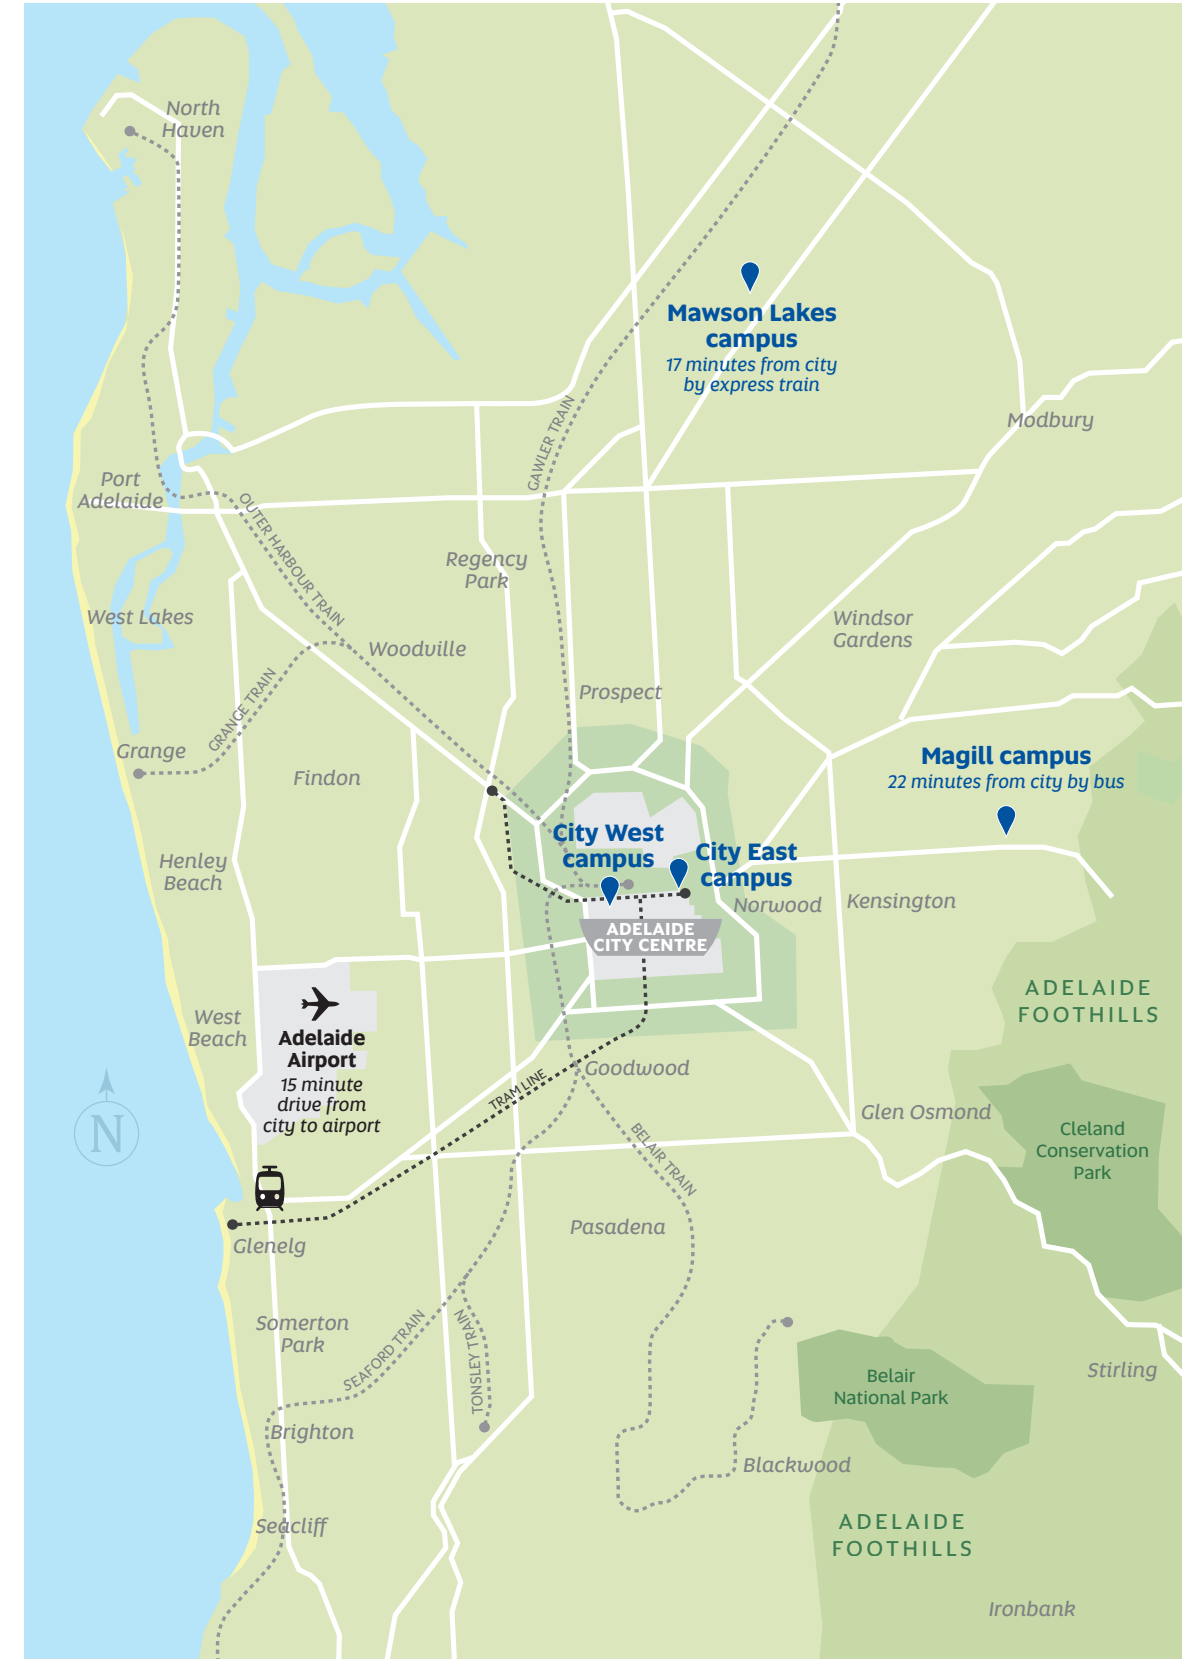 North
Haven
Mawson Lakes
campus
17 minutes from city
by express train
GAWLER TRAIN
Modbury
Port
Adelaide
OUTER HARBOUR TRAIN
Regency
Park
West Lakes
Woodville
Windsor
Gardens
GRANGE TRAIN
Prospect
Grange
Findon
Magill campus
22 minutes from city by bus
City West
campus
City East
campus
Henley
Beach
Norwood
Kensington
ADELAIDE
CITY CENTRE
ADELAIDE
FOOTHILLS
West
Beach
Adelaide
Airport
15 minute
drive from
city to airport
Goodwood
TRAM LINE
N
Glen Osmond
BELAIR TRAIN
Cleland
Conservation
Park
Pasadena
Glenelg
Somerton
Park
SEAFORD TRAIN
TONSLEY TRAIN
Stirling
Belair
National Park
Brighton
Blackwood
Seacliff
ADELAIDE
FOOTHILLS
Ironbank